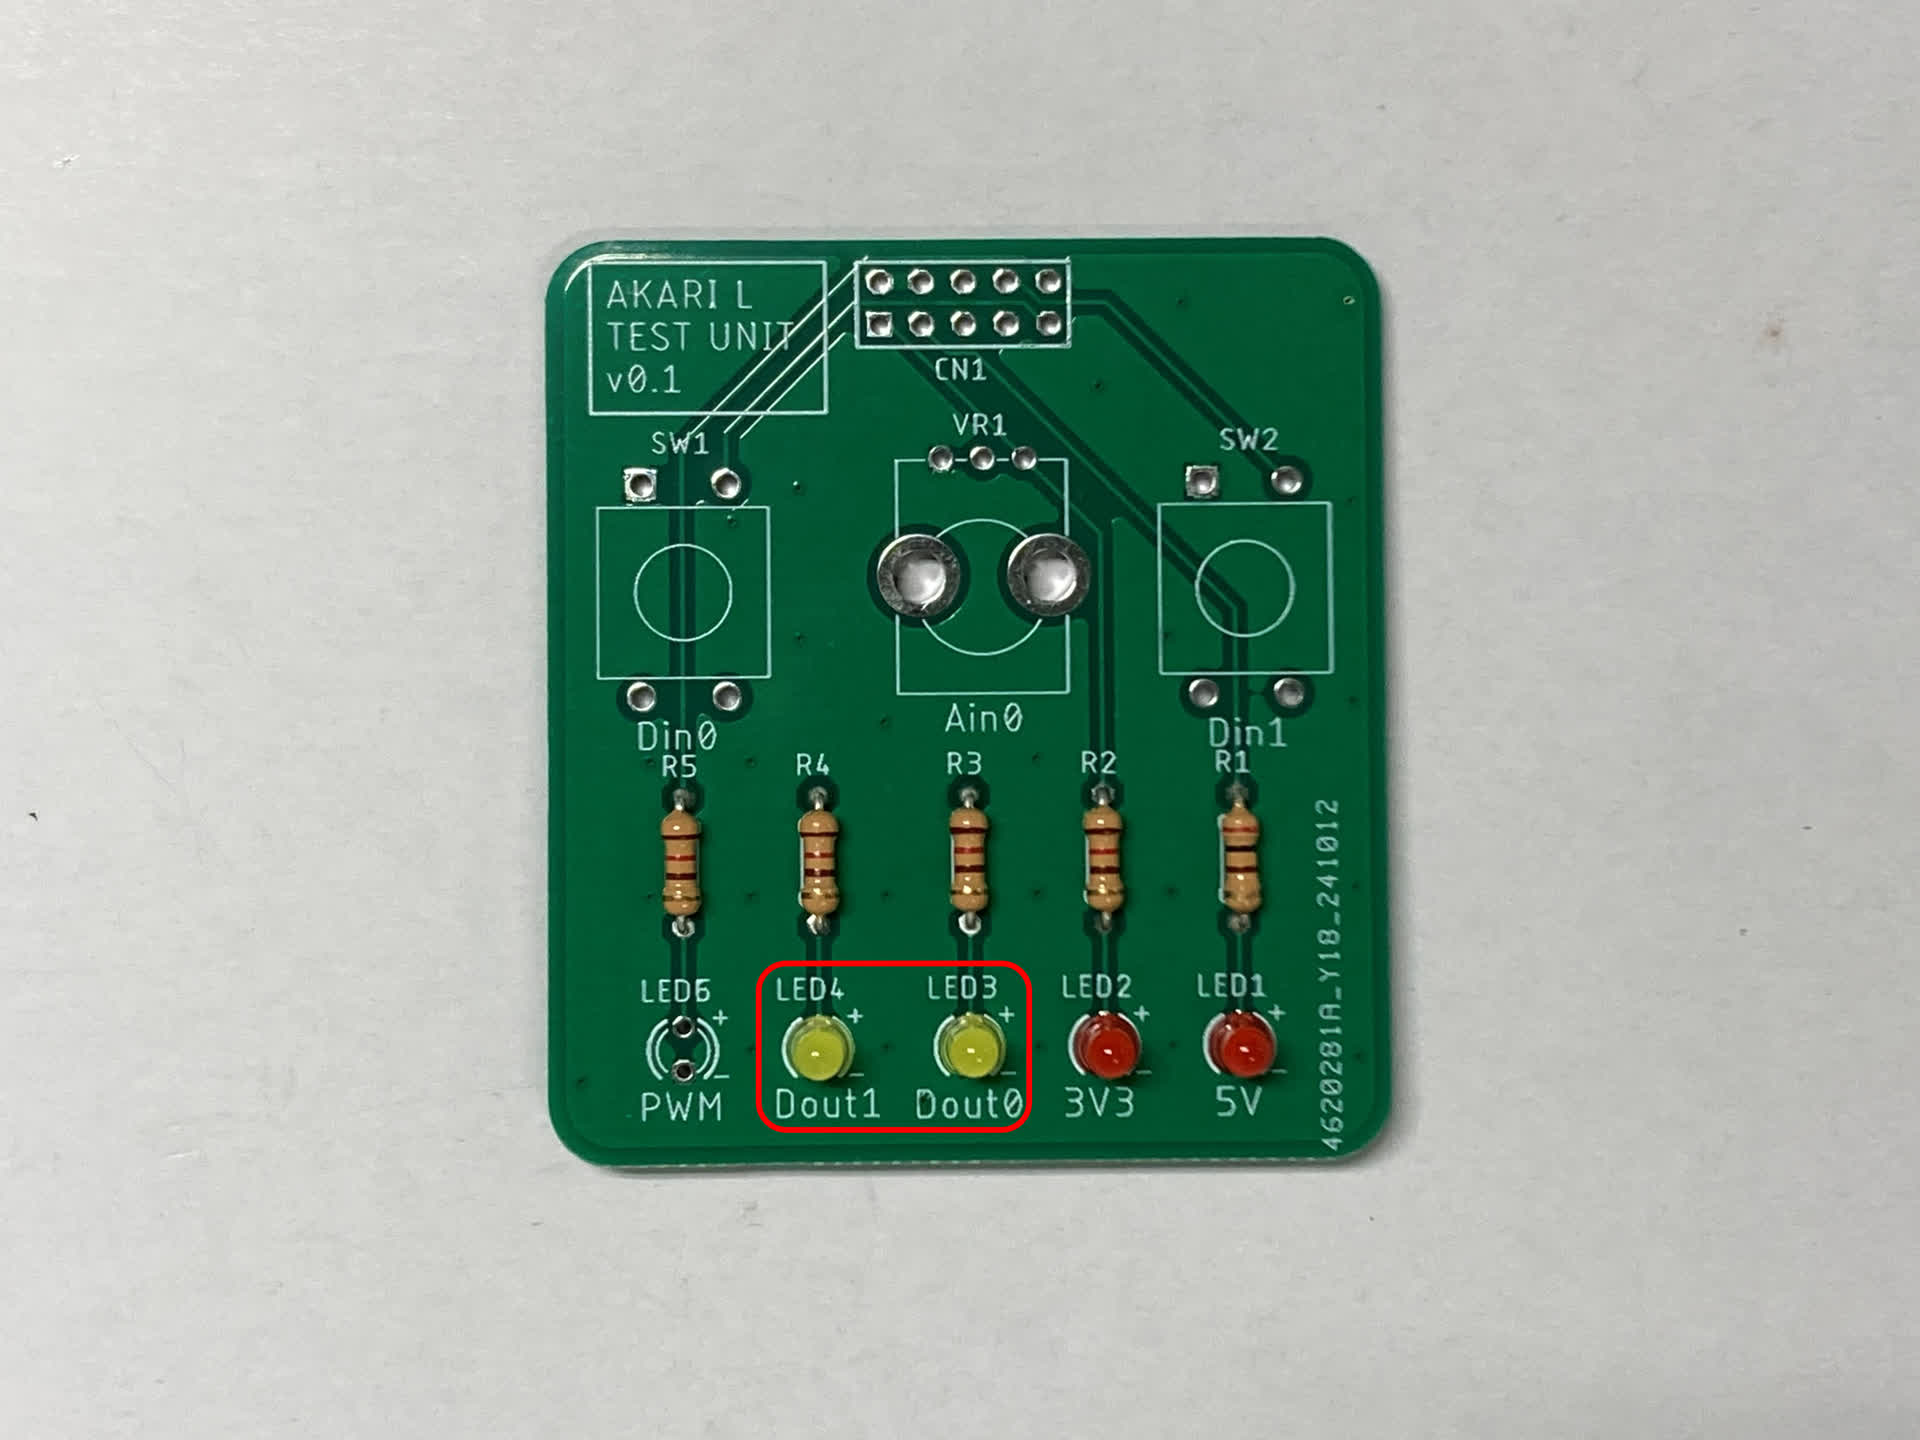 AKARI L
TEST UNIT
v0.1
CN1
VR1
SW1
SW2
Din0
Ain0
Din1
R5
R4
R3
R2
R1
LED5
LED4
LED3
LED2
LED1
+
+
+
+
+
-
-
-
-
-
PWM
Dout1
Dout0
3V3
5V
4620281A_Y18_241012